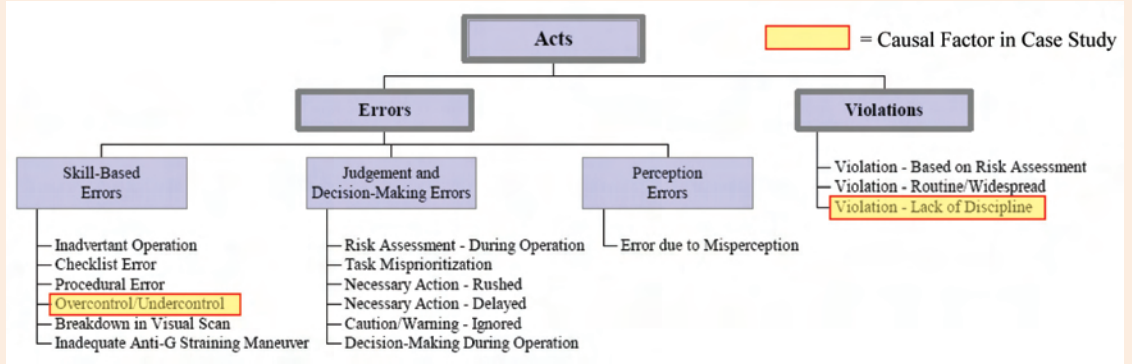 Acts
= Causal Factor in Case Study
Errors
Violations
Skill-Based
Errors
Judgement and
Decision-Making Errors
Perception
Errors
Violation - Based on Risk Assessment
Violation - Routine/Widespread
Violation - Lack of Discipline
Inadvertant Operation
Checklist Error
Procedural Error
Overcontrol/Undercontrol
Breakdown in Visual Scan
Inadequate Anti-G Straining Maneuver
Risk Assessment - During Operation
Task Misprioritization
Necessary Action - Rushed
Necessary Action - Delayed
Caution/Warning - Ignored
Decision-Making During Operation
Error due to Misperception